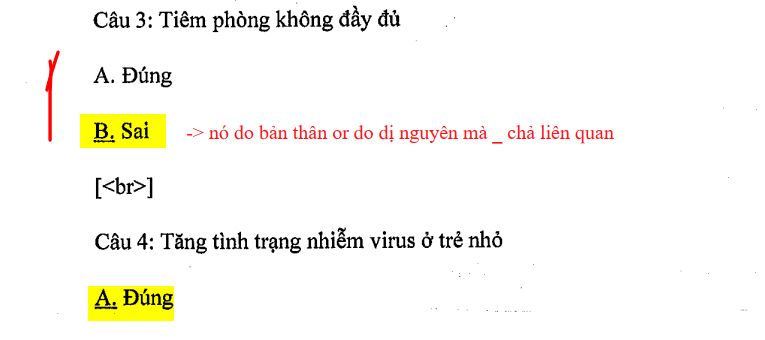 Câu 3: Tiêm phòng không đầy đủ
A. Đúng
B. Sai -> nó do bản thân or do dị nguyên mà _ chả liên quan
[<br>]
Câu 4: Tăng tình trạng nhiễm virus ở trẻ nhỏ
A. Đúng